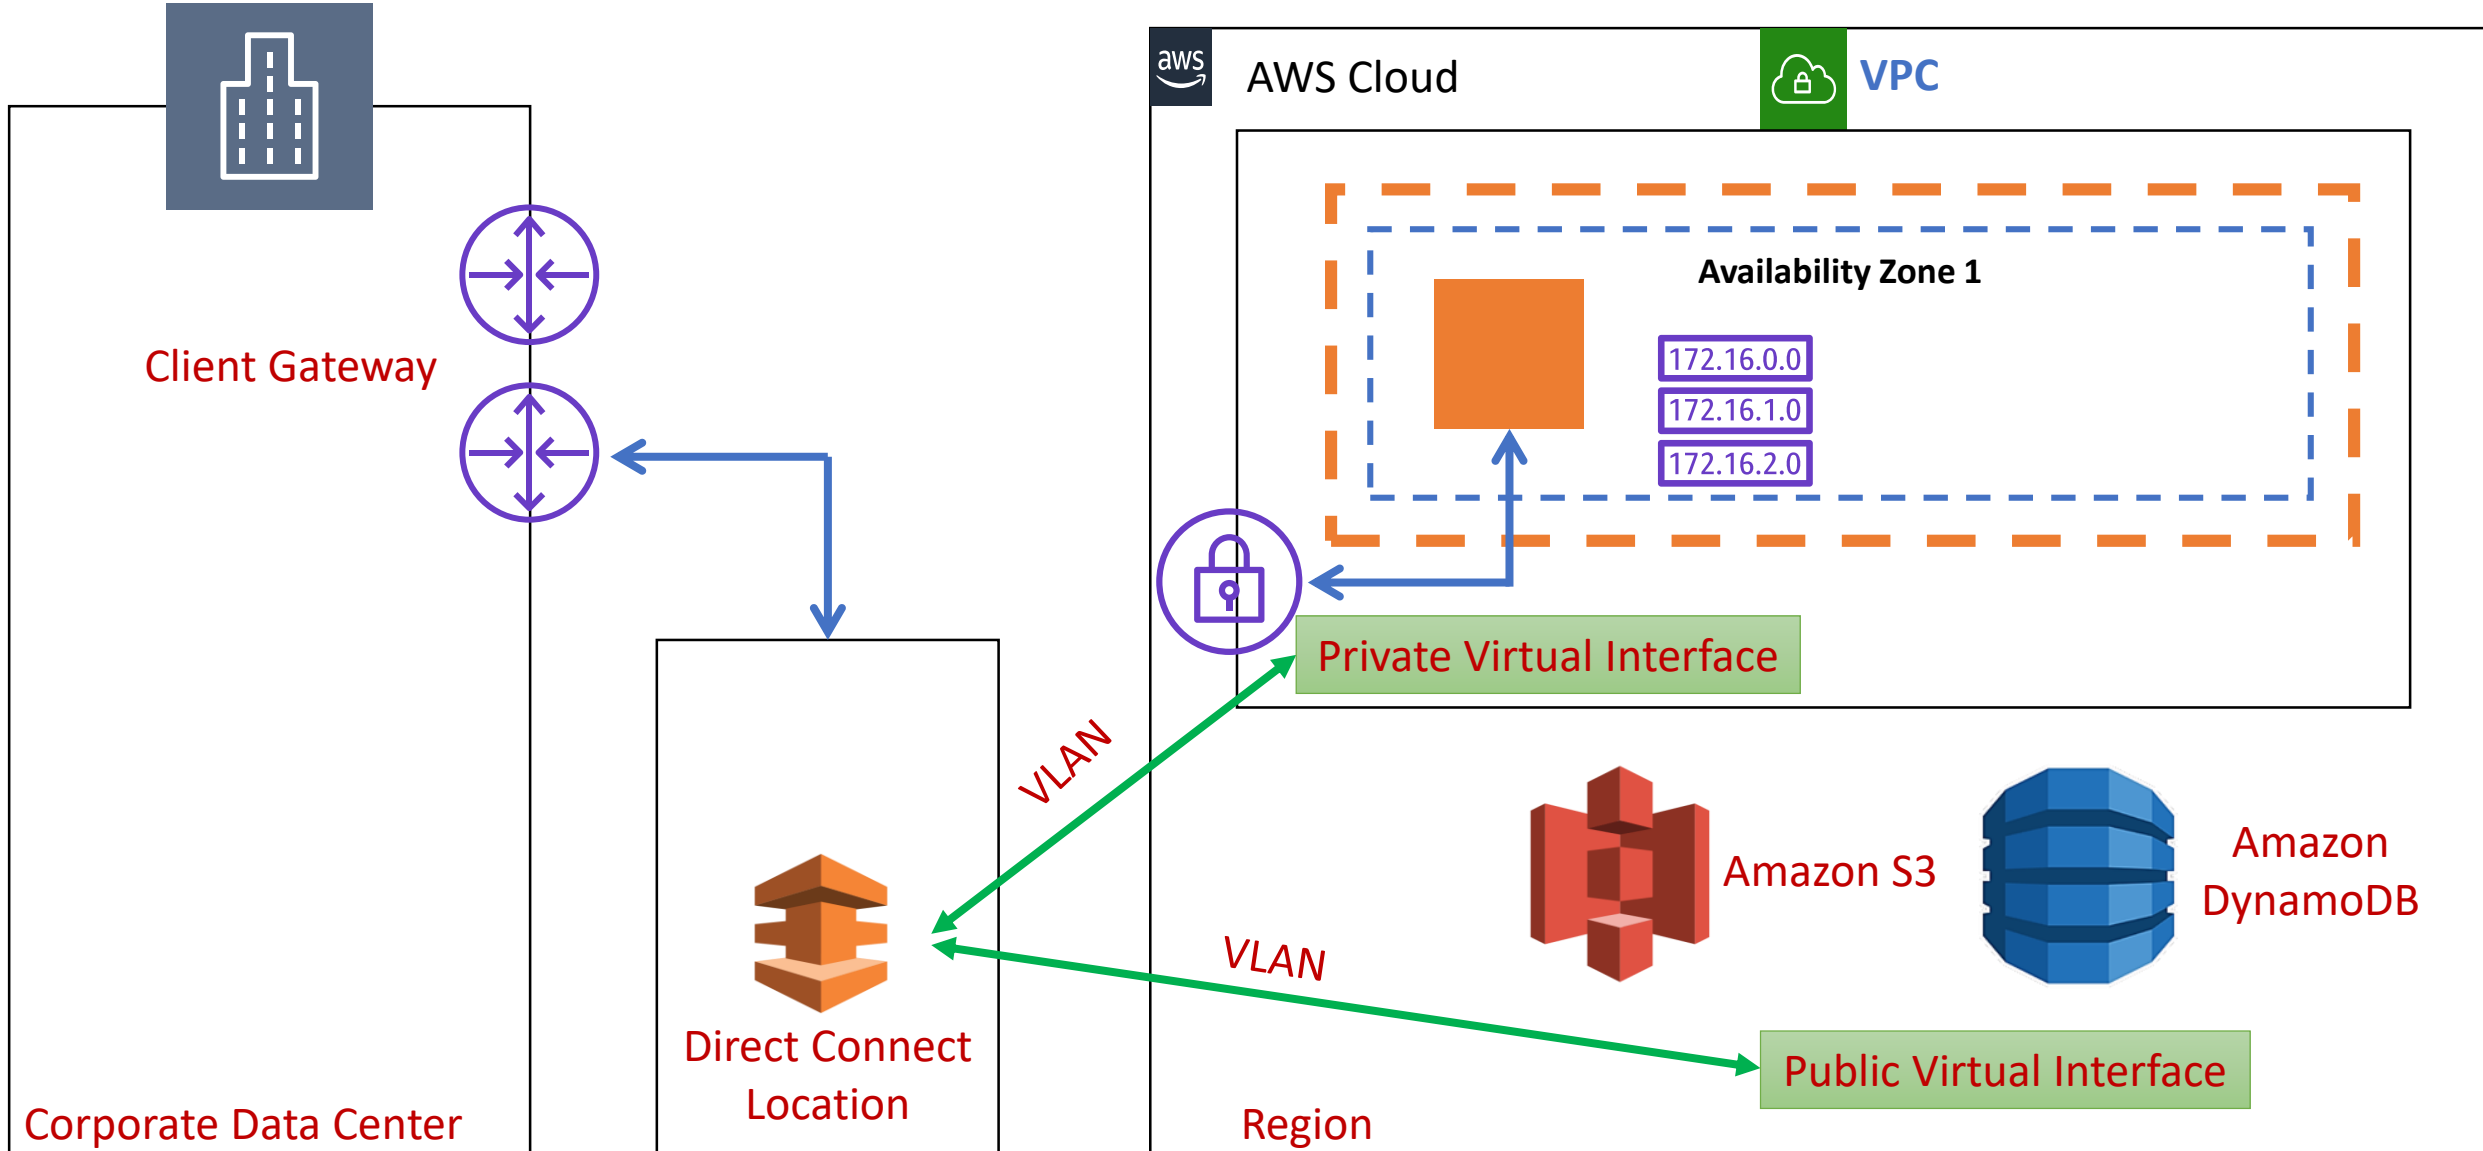 aws
AWS Cloud
VPC
Availability Zone 1
172.16.0.0
172.16.1.0
172.16.2.0
Client Gateway
Private Virtual Interface
VLAN
Amazon S3
Amazon
DynamoDB
VLAN
Direct Connect
Location
Public Virtual Interface
Corporate Data Center
Region